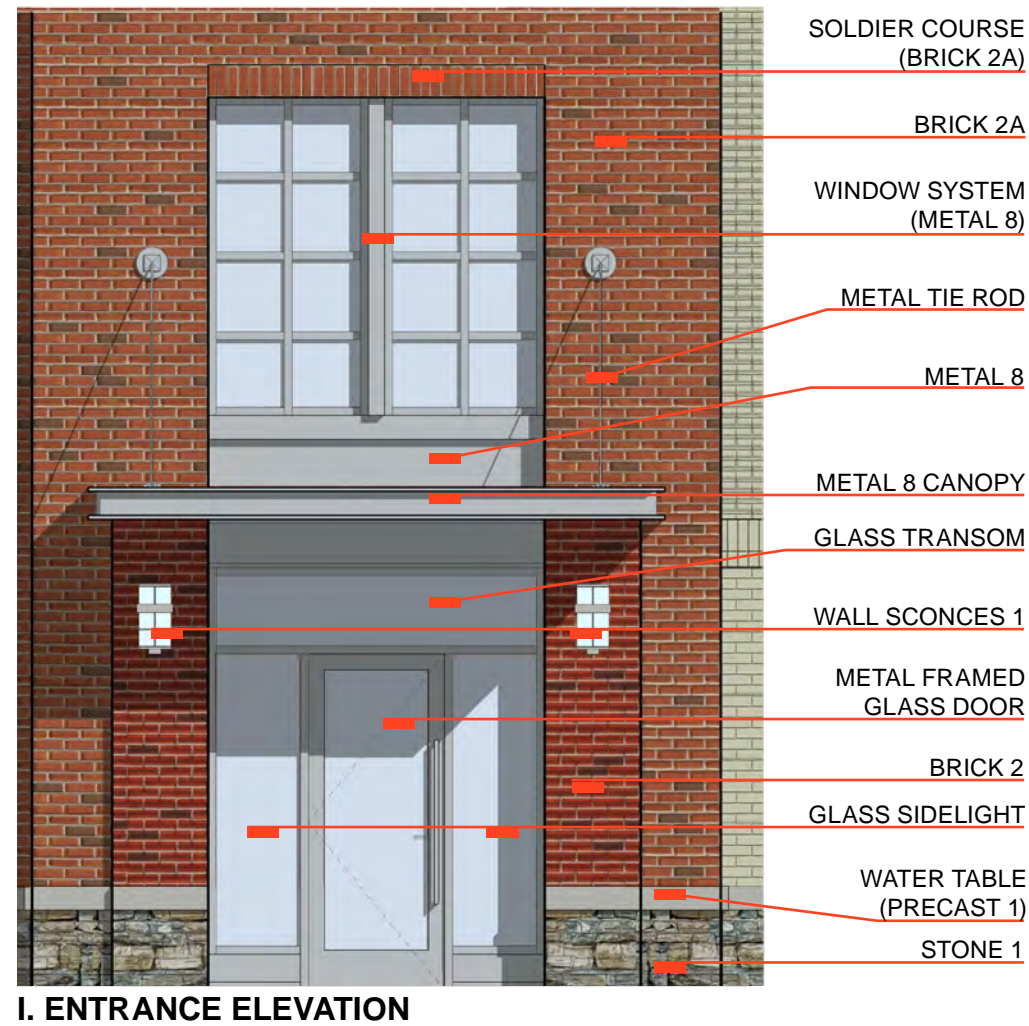 SOLDIER COURSE
(BRICK 2A)
BRICK 2A
WINDOW SYSTEM
(METAL 8)
METAL TIE ROD
METAL 8
METAL 8 CANOPY
GLASS TRANSOM
WALL SCONCES 1
METAL FRAMED
GLASS DOOR
BRICK 2
GLASS SIDELIGHT
WATER TABLE
(PRECAST 1)
STONE 1
I. ENTRANCE ELEVATION